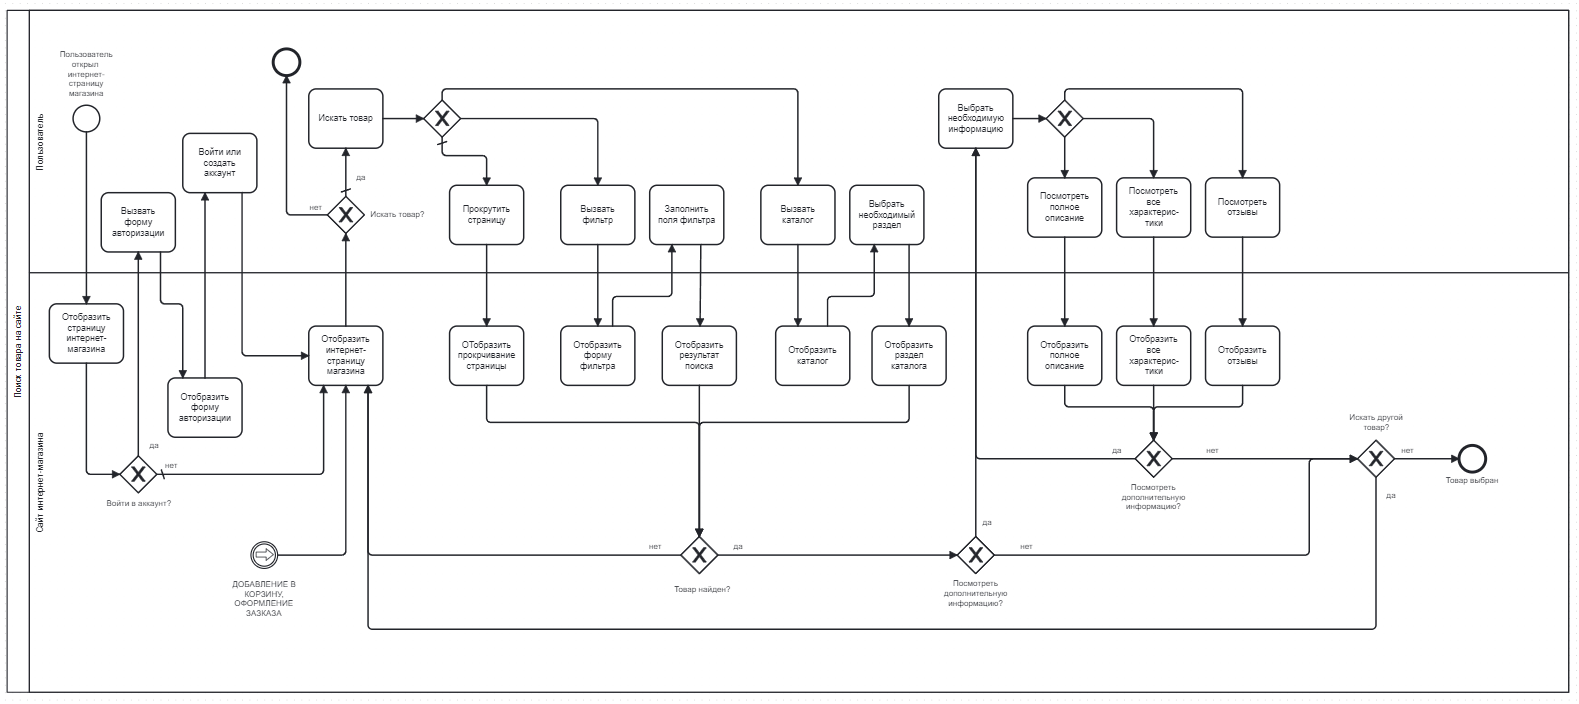 Поиск товара на сайте
Пользователь
Пользователь
открыл
интернет-
страницу
магазина
Вызвать
форму
авторизации
Войти или
создать
аккаунт
нет
да
Искать товар?
Искать товар
Прокрутить
страницу
Вызвать
фильтр
Заполнить
поля фильтра
Вызвать
каталог
Выбрать
необходимый
раздел
Выбрать
необходимую
информацию
Посмотреть
полное
описание
Посмотреть
все
характерис-
тики
Посмотреть
отзывы
Сайт интернет-магазина
Отобразить
страницу
интернет-
магазина
Отобразить
форму
авторизации
да
нет
Войти в аккаунт?
Отобразить
интернет-
страницу
магазина
ДОБАВЛЕНИЕ В
КОРЗИНУ,
ОФОРМЛЕНИЕ
ЗАЗКАЗА
ОТобразить
прокрчивание
страницы
Отобразить
форму
фильтра
Отобразить
результат
поиска
Отобразить
каталог
Отобразить
раздел
каталога
нет
да
Товар найден?
да
нет
Посмотреть
дополнительную
информацию?
Отобразить
полное
описание
Отобразить
все
характерис-
тики
Отобразить
отзывы
да
нет
Посмотреть
дополнительную
информацию?
Искать другой
товар?
нет
да
Товар выбран